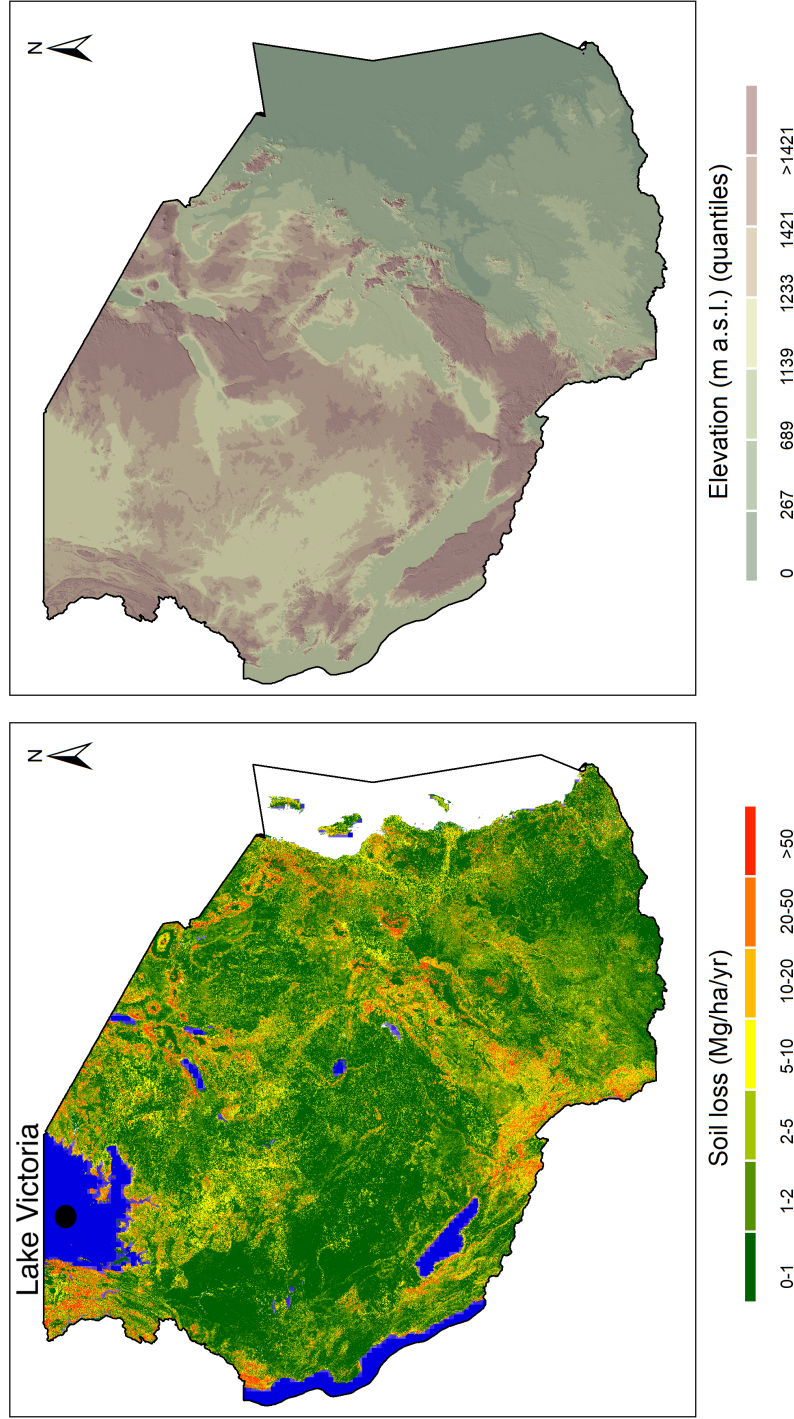 N
Lake Victoria
Soil loss (Mg/ha/yr)
0-1 1-2 2-5 5-10 10-20 20-50 >50
N
Elevation (m a.s.l.) (quantiles)
0 267 689 1139 1233 1421 >1421